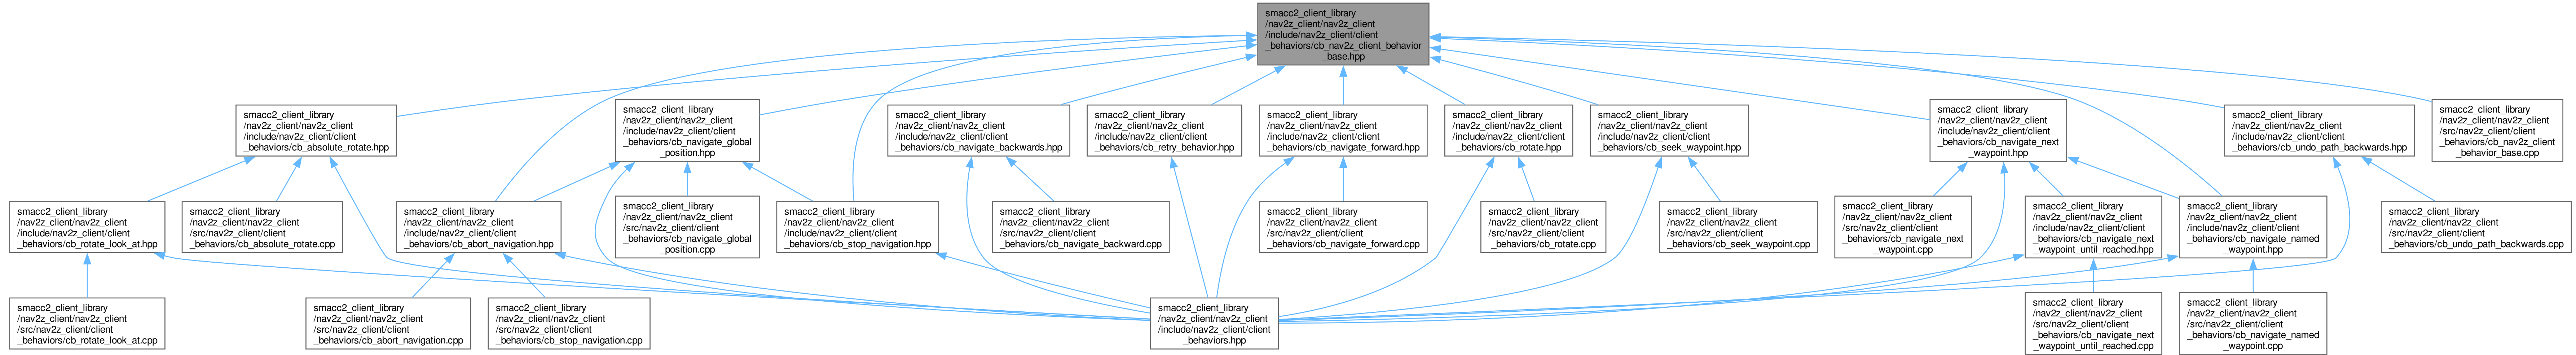 smacc2_client_library
/nav2z_client/nav2z_client
/include/nav2z_client/client
_behaviors/cb_nav2z_client_behavior
_base.hpp
smacc2_client_library
/nav2z_client/nav2z_client
/include/nav2z_client/client
_behaviors/cb_absolute_rotate.hpp
smacc2_client_library
/nav2z_client/nav2z_client
/include/nav2z_client/client
_behaviors/cb_navigate_global
_position.hpp
smacc2_client_library
/nav2z_client/nav2z_client
/include/nav2z_client/client
_behaviors/cb_navigate_backwards.hpp
smacc2_client_library
/nav2z_client/nav2z_client
/include/nav2z_client/client
_behaviors/cb_retry_behavior.hpp
smacc2_client_library
/nav2z_client/nav2z_client
/include/nav2z_client/client
_behaviors/cb_navigate_forward.hpp
smacc2_client_library
/nav2z_client/nav2z_client
/include/nav2z_client/client
_behaviors/cb_rotate.hpp
smacc2_client_library
/nav2z_client/nav2z_client
/include/nav2z_client/client
_behaviors/cb_seek_waypoint.hpp
smacc2_client_library
/nav2z_client/nav2z_client
/include/nav2z_client/client
_behaviors/cb_navigate_next
_waypoint.hpp
smacc2_client_library
/nav2z_client/nav2z_client
/include/nav2z_client/client
_behaviors/cb_undo_path_backwards.hpp
smacc2_client_library
/nav2z_client/nav2z_client
/src/nav2z_client/client
_behaviors/cb_nav2z_client
_behavior_base.cpp
smacc2_client_library
/nav2z_client/nav2z_client
/include/nav2z_client/client
_behaviors/cb_rotate_look_at.hpp
smacc2_client_library
/nav2z_client/nav2z_client
/src/nav2z_client/client
_behaviors/cb_absolute_rotate.cpp
smacc2_client_library
/nav2z_client/nav2z_client
/include/nav2z_client/client
_behaviors/cb_abort_navigation.hpp
smacc2_client_library
/nav2z_client/nav2z_client
/src/nav2z_client/client
_behaviors/cb_navigate_global
_position.cpp
smacc2_client_library
/nav2z_client/nav2z_client
/include/nav2z_client/client
_behaviors/cb_stop_navigation.hpp
smacc2_client_library
/nav2z_client/nav2z_client
/src/nav2z_client/client
_behaviors/cb_navigate_backward.cpp
smacc2_client_library
/nav2z_client/nav2z_client
/src/nav2z_client/client
_behaviors/cb_navigate_forward.cpp
smacc2_client_library
/nav2z_client/nav2z_client
/src/nav2z_client/client
_behaviors/cb_rotate.cpp
smacc2_client_library
/nav2z_client/nav2z_client
/src/nav2z_client/client
_behaviors/cb_seek_waypoint.cpp
smacc2_client_library
/nav2z_client/nav2z_client
/src/nav2z_client/client
_behaviors/cb_navigate_next
_waypoint.cpp
smacc2_client_library
/nav2z_client/nav2z_client
/include/nav2z_client/client
_behaviors/cb_navigate_next
_waypoint_until_reached.hpp
smacc2_client_library
/nav2z_client/nav2z_client
/include/nav2z_client/client
_behaviors/cb_navigate_named
_waypoint.hpp
smacc2_client_library
/nav2z_client/nav2z_client
/src/nav2z_client/client
_behaviors/cb_undo_path_backwards.cpp
smacc2_client_library
/nav2z_client/nav2z_client
/src/nav2z_client/client
_behaviors/cb_rotate_look_at.cpp
smacc2_client_library
/nav2z_client/nav2z_client
/src/nav2z_client/client
_behaviors/cb_abort_navigation.cpp
smacc2_client_library
/nav2z_client/nav2z_client
/src/nav2z_client/client
_behaviors/cb_stop_navigation.cpp
smacc2_client_library
/nav2z_client/nav2z_client
/include/nav2z_client/client
_behaviors.hpp
smacc2_client_library
/nav2z_client/nav2z_client
/src/nav2z_client/client
_behaviors/cb_navigate_next
_waypoint_until_reached.cpp
smacc2_client_library
/nav2z_client/nav2z_client
/src/nav2z_client/client
_behaviors/cb_navigate_named
_waypoint.cpp